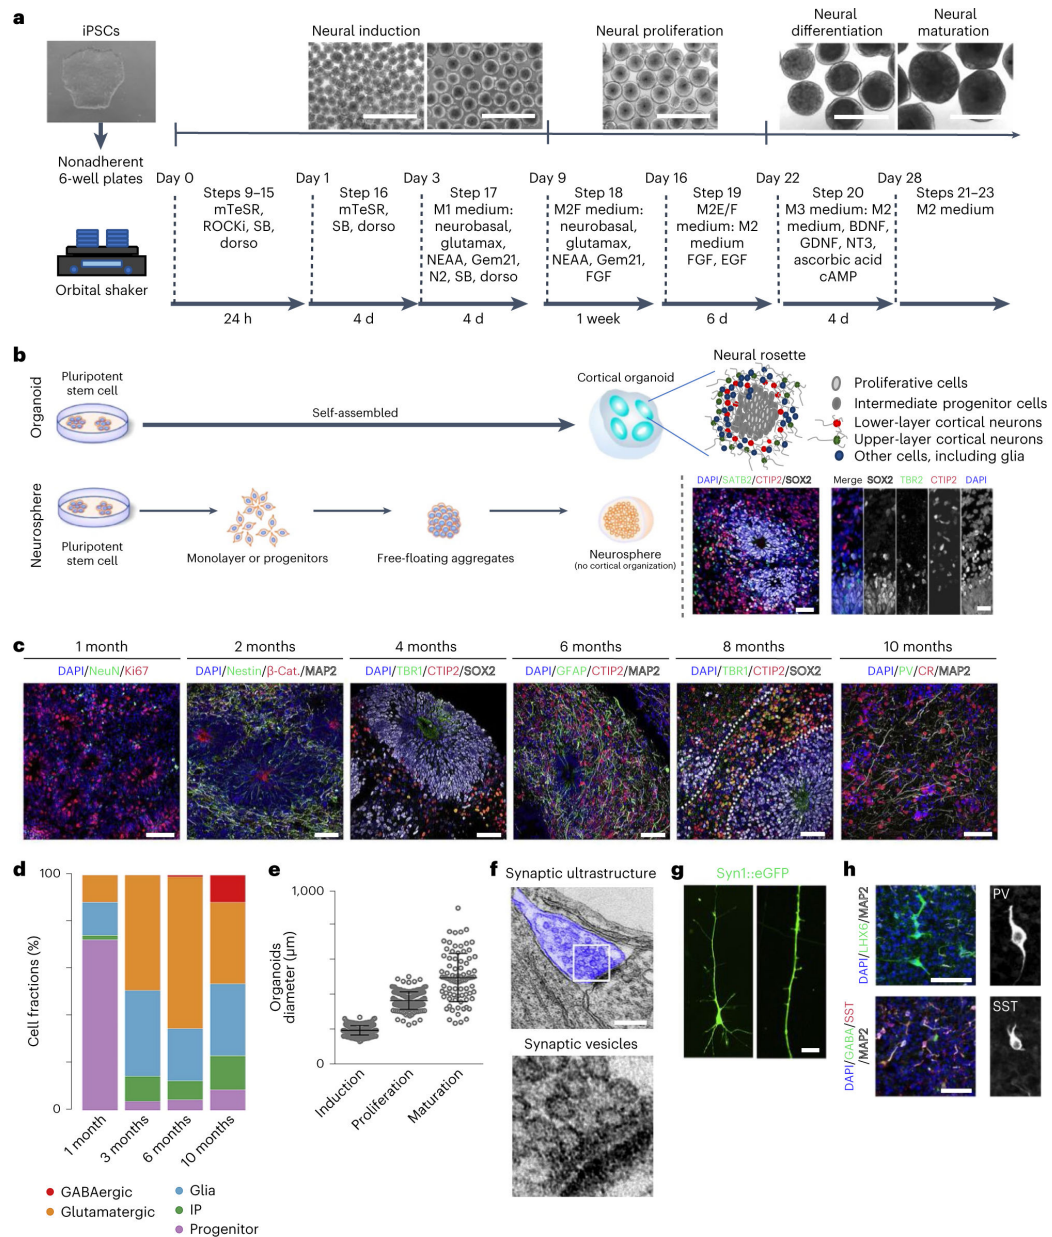 a
iPSCs
Neural induction
Neural proliferation
Neural
differentiation
Neural
maturation
Nonadherent
6-well plates
Orbital shaker
Day 0
Day 1
Day 3
Day 9
Day 16
Day 22
Day 28
Steps 9–15
mTeSR,
ROCKi, SB,
dorso
Step 16
mTeSR,
SB, dorso
Step 17
M1 medium:
neurobasal,
glutamax,
NEAA, Gem21,
N2, SB, dorso
Step 18
M2F medium:
neurobasal,
glutamax,
NEAA, Gem21,
FGF
Step 19
M2E/F
medium: M2
medium
FGF, EGF
Step 20
M3 medium: M2
medium, BDNF,
GDNF, NT3,
ascorbic acid
cAMP
Steps 21–23
M2 medium
24 h
4 d
4 d
1 week
6 d
4 d
b
Organoid
Pluripotent
stem cell
Self-assembled
Cortical organoid
Neural rosette
Proliferative cells
Intermediate progenitor cells
Lower-layer cortical neurons
Upper-layer cortical neurons
Other cells, including glia
Neurosphere
Pluripotent
stem cell
Monolayer or progenitors
Free-floating aggregates
Neurosphere
(no cortical organization)
DAPI/SATB2/CTIP2/SOX2
Merge SOX2 TBR2 CTIP2 DAPI
c
1 month
2 months
4 months
6 months
8 months
10 months
DAPI/NeuN/Ki67
DAPI/Nestin/β-Cat./MAP2
DAPI/TBR1/CTIP2/SOX2
DAPI/GFAP/CTIP2/MAP2
DAPI/TBR1/CTIP2/SOX2
DAPI/PV/CR/MAP2
d
Cell fractions (%)
100
0
1 month
3 months
6 months
10 months
GABAergic
Glutamatergic
Glia
IP
Progenitor
e
Organoids
diameter (µm)
1,000
0
Induction
Proliferation
Maturation
f
Synaptic ultrastructure
Synaptic vesicles
g
Syn1::eGFP
h
DAPI/LHX6/MAP2
PV
DAPI/GABA/SST
/MAP2
SST